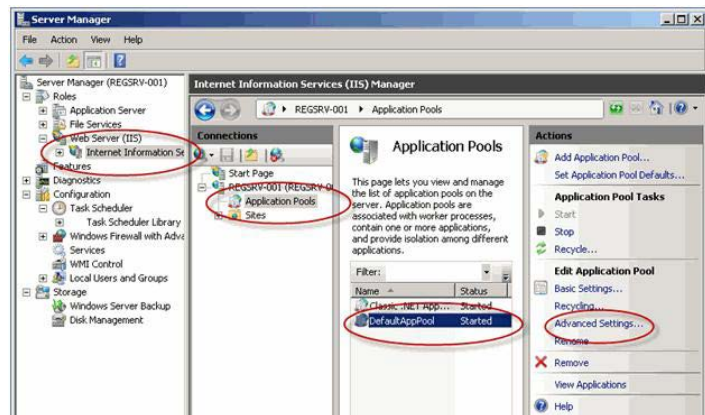 Server Manager
File Action View Help
Server Manager (REGSRV-001)
Roles
Application Server
File Services
Web Server (IIS)
Internet Information Se
Features
Diagnostics
Configuration
Task Scheduler
Task Scheduler Library
Windows Firewall with Adva
Services
WMI Control
Local Users and Groups
Storage
Windows Server Backup
Disk Management
Internet Information Services (IIS) Manager
REGSRV-001 Application Pools
Connections
Start Page
REGSRV-001 (REGSRV-0
Application Pools
Sites
Application Pools
This page lets you view and manage
the list of application pools on the
server. Application pools are
associated with worker processes,
contain one or more applications,
and provide isolation among different
applications.
Filter:
Name Status
Classic .NET App... Started
DefaultAppPool Started
Actions
Add Application Pool...
Set Application Pool Defaults...
Application Pool Tasks
Start
Stop
Recycle...
Edit Application Pool
Basic Settings...
Recycling...
Advanced Settings...
Rename
Remove
View Applications
Help